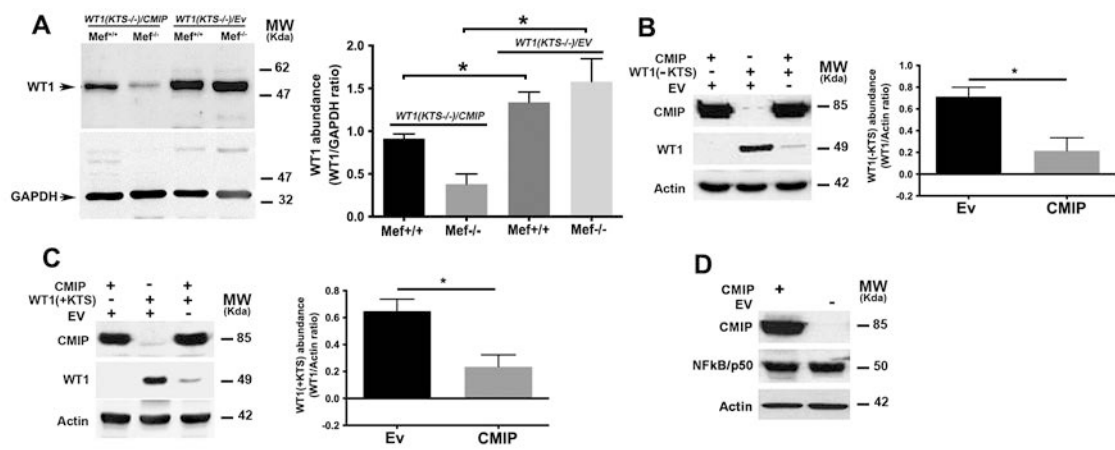 A
WT1(KTS-/-)/CMIP WT1(KTS-/-)/Ev
Mef+/+ Mef-/- Mef+/+ Mef-/-
MW
(Kda)
WT1
62
47
GAPDH
47
32
WT1 abundance
(WT1/GAPDH ratio)
2.0
1.5
1.0
0.5
0.0
*
*
WT1(KTS-/-)/EV
WT1(KTS-/-)/CMIP
Mef+/+ Mef-/- Mef+/+ Mef-/-
B
CMIP + - +
WT1(-KTS) - + +
EV + + -
MW
(Kda)
CMIP
85
WT1
49
Actin
42
WT1(-KTS) abundance
(WT1/Actin ratio)
0.8
0.6
0.4
0.2
0.0
-0.2
*
Ev CMIP
C
CMIP + - +
WT1(+KTS) - + +
EV + + -
MW
(Kda)
CMIP
85
WT1
49
Actin
42
WT1(+KTS) abundance
(WT1/Actin ratio)
0.8
0.6
0.4
0.2
0.0
*
Ev CMIP
D
CMIP
EV
+ -
MW
(Kda)
CMIP
85
NFkB/p50
50
Actin
42